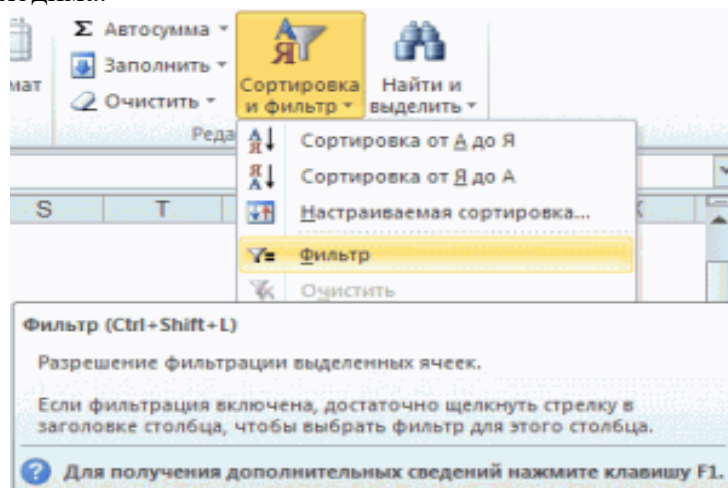 Σ Автосумма
Заполнить
Очистить
Сортировка
и фильтр
Найти и
выделить
мат
Реда
Сортировка от А до Я
Сортировка от Я до А
Настраиваемая сортировка...
S T
Фильтр
Очистить
Фильтр (Ctrl+Shift+L)
Разрешение фильтрации выделенных ячеек.
Если фильтрация включена, достаточно щелкнуть стрелку в
заголовке столбца, чтобы выбрать фильтр для этого столбца.
Для получения дополнительных сведений нажмите клавишу F1.